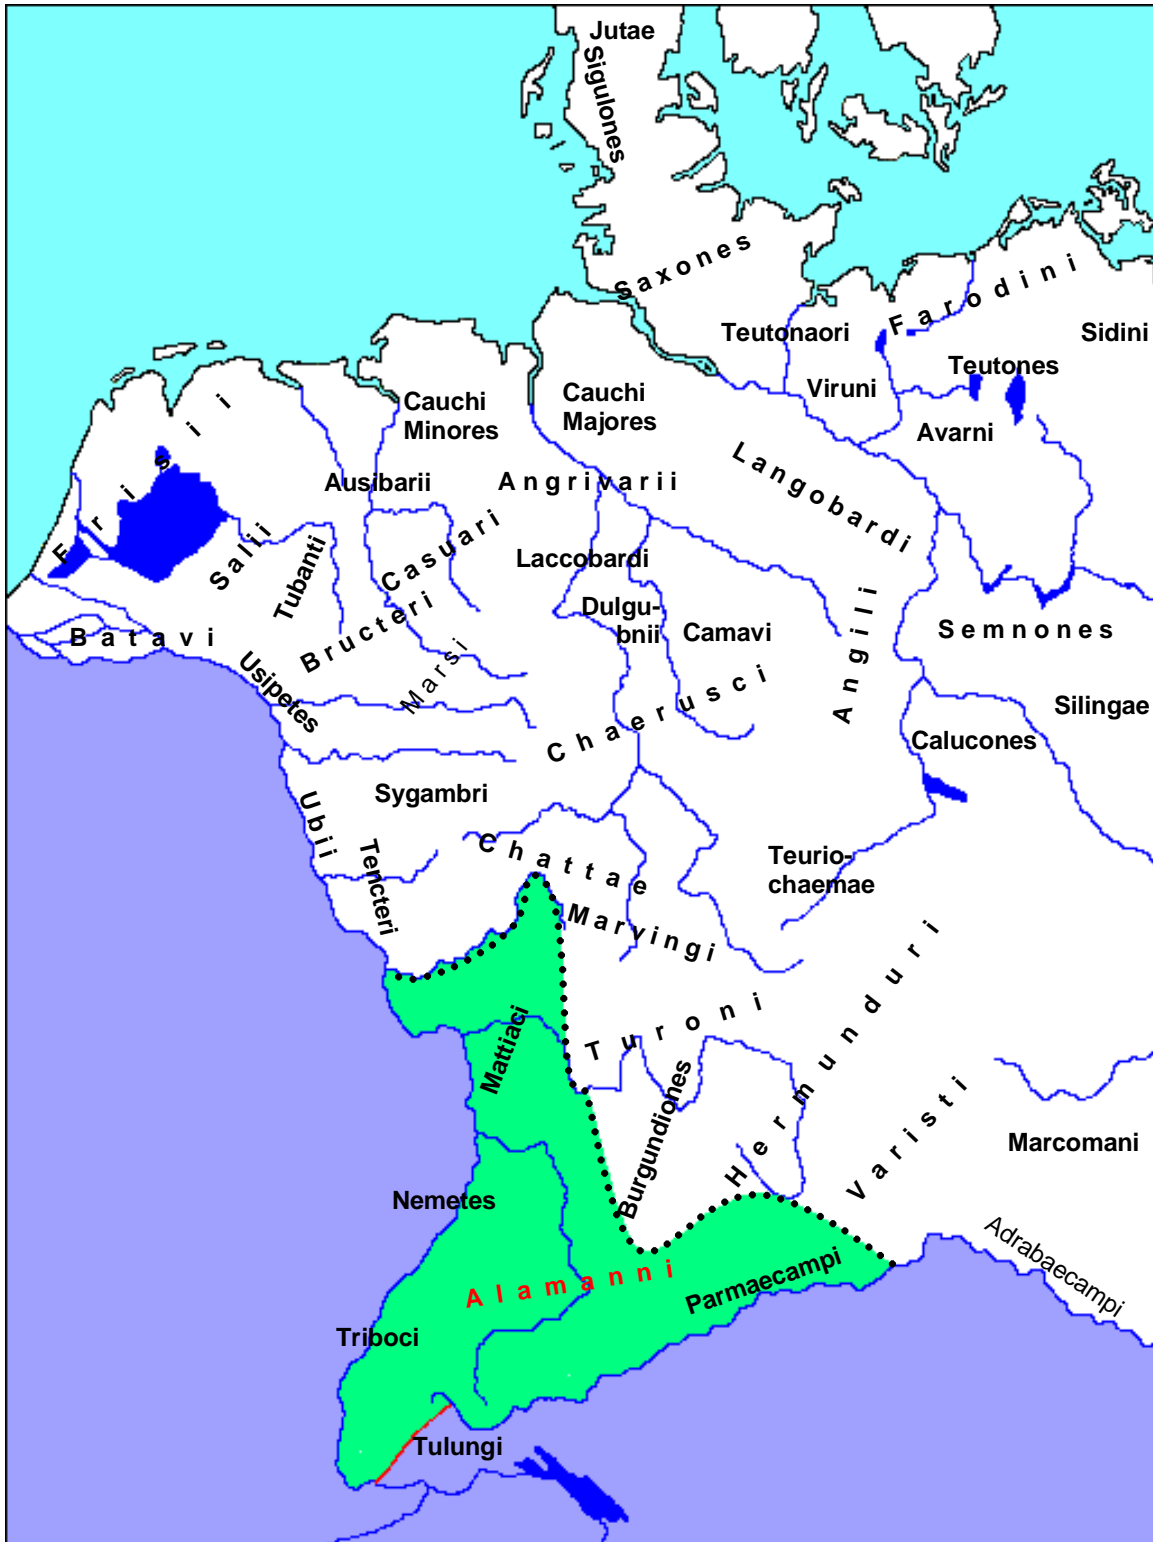 Jutae
Sigulones
Saxones
Farodini
Teutonaori
Sidini
Teutones
Viruni
Cauchi
Minores
Cauchi
Majores
Avarni
Frisii
Langobardi
Ausibarii
Angrivarii
Casuari
Salii
Tubanti
Laccobardi
Dulgu-
bnii
Camavi
Angili
Semnones
Batavi
Bructeri
Marsi
Usipetes
Chaerusci
Silingae
Calucones
Sygambri
Ubii
Tencteri
Chattae
Teurio-
chaemae
Marvingi
Turoni
Hermunduri
Mattiaci
Burgundiones
Varisti
Marcomani
Nemetes
Adrabaecampi
Alamanni
Parmaecampi
Triboci
Tulungi